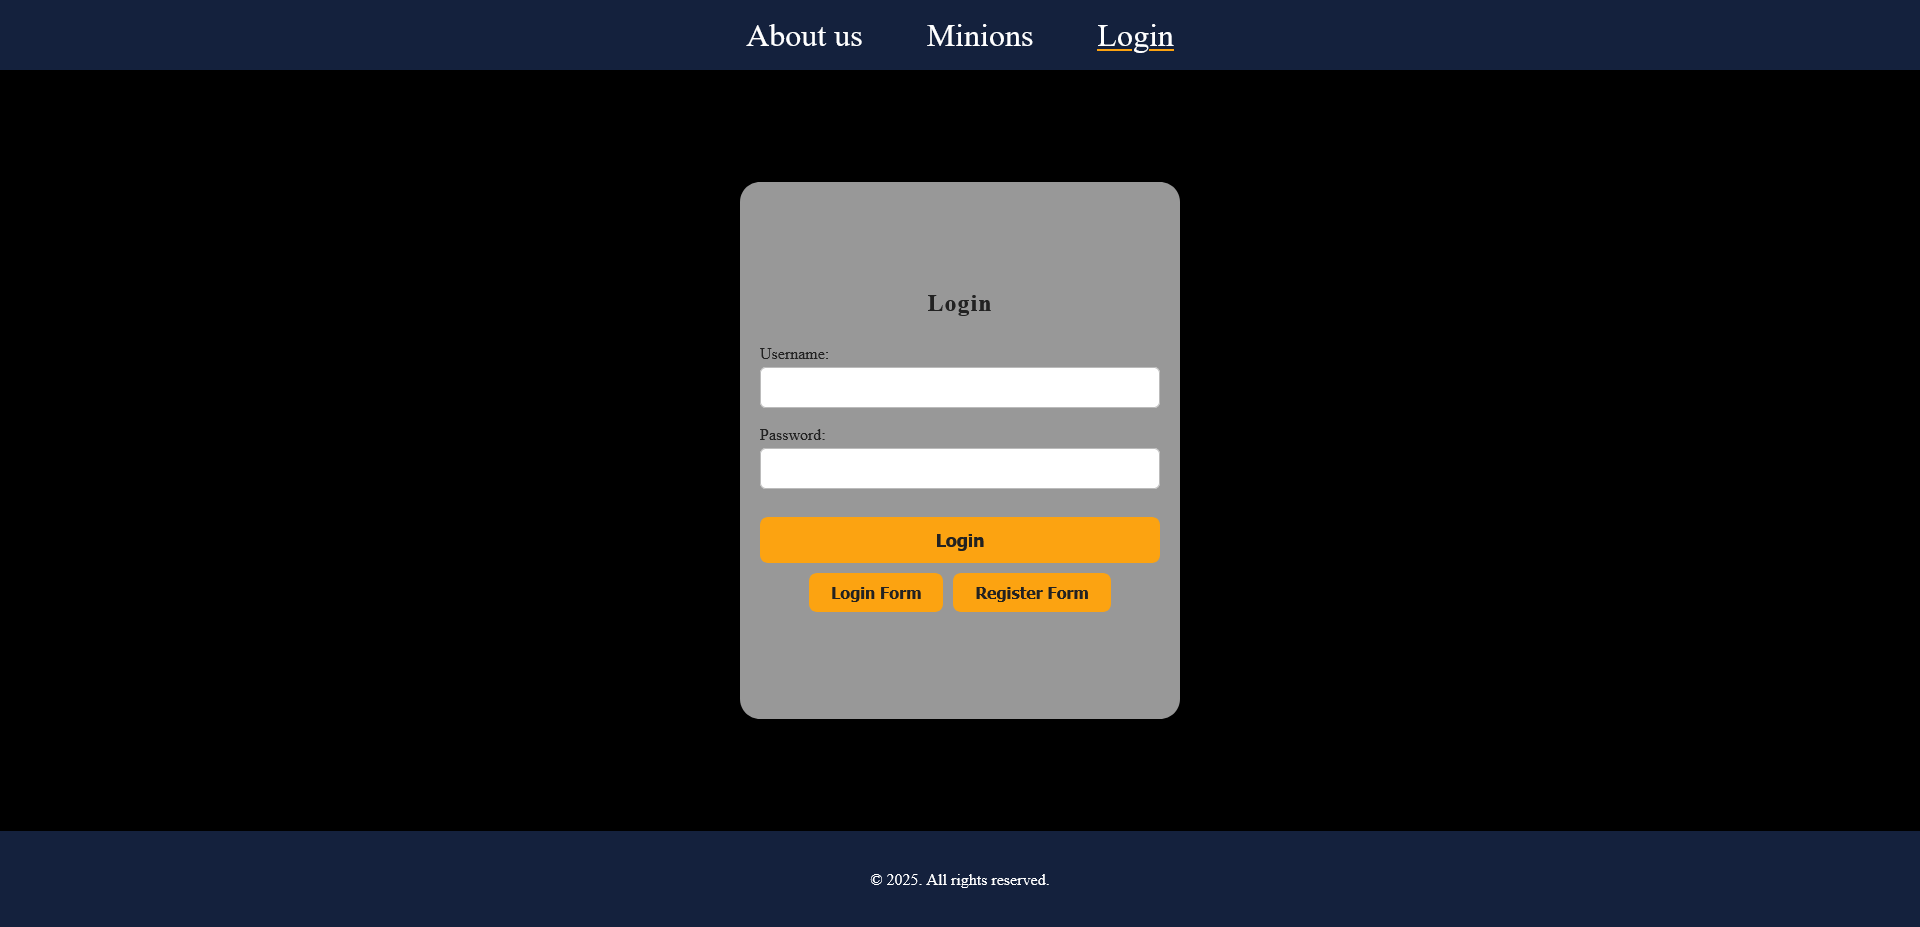 About us Minions Login
Login
Username:
Password:
Login
Login Form Register Form
© 2025. All rights reserved.